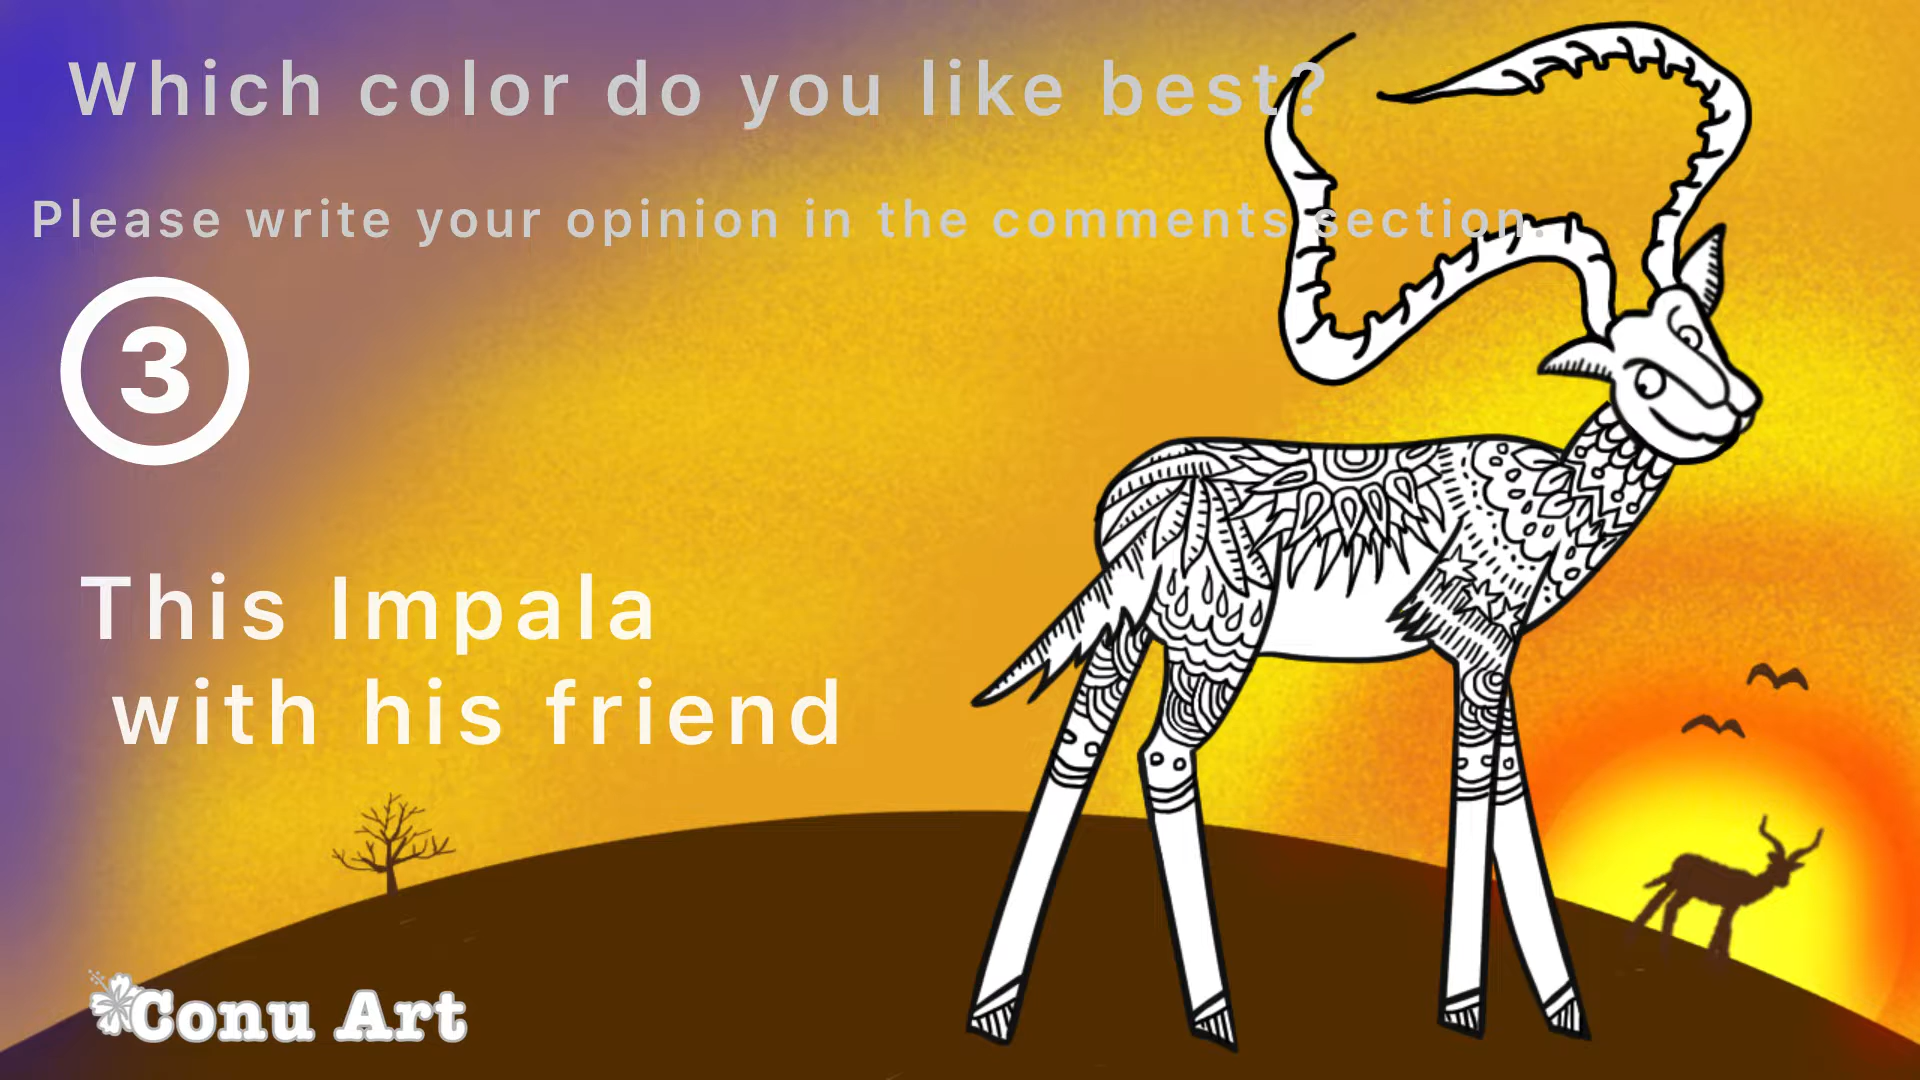 Which color do you like best?
Please write your opinion in the comments section.
3
This Impala
with his friend
Conu Art